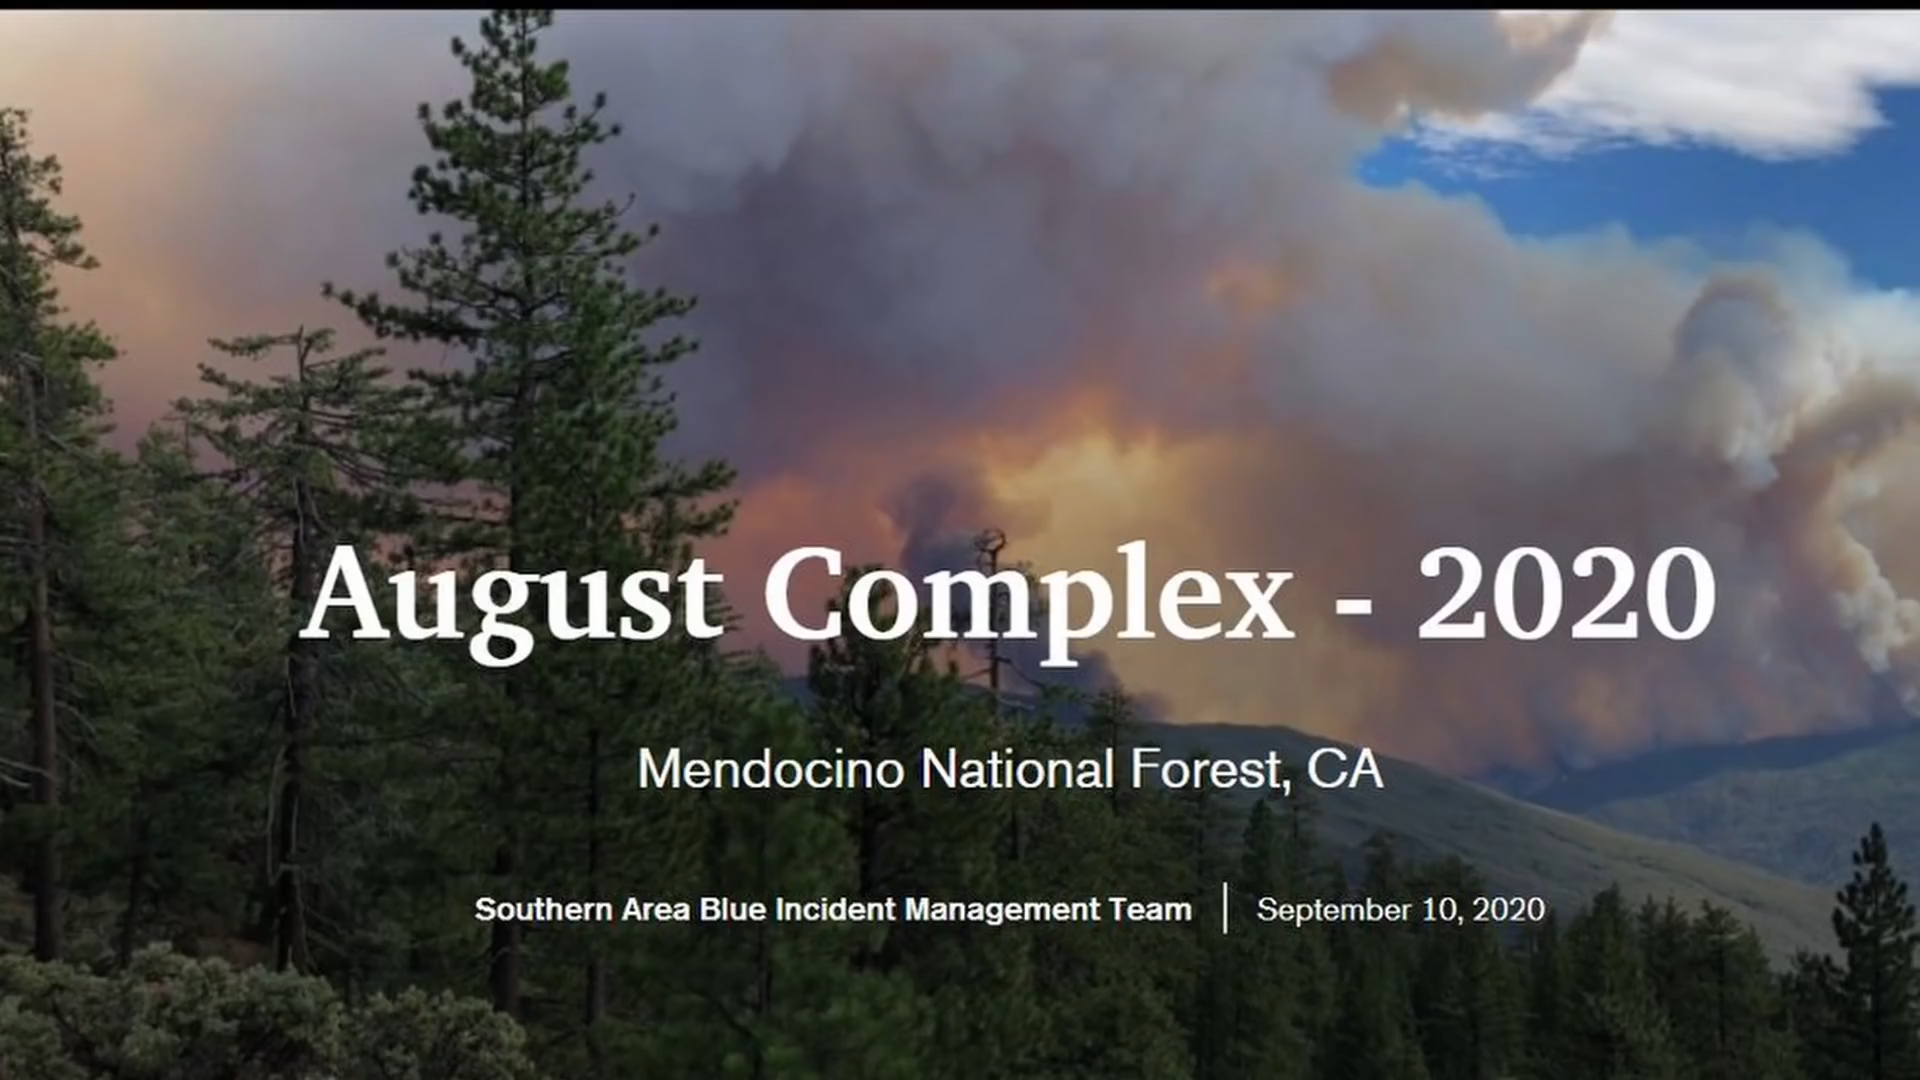 August Complex - 2020
Mendocino National Forest, CA
Southern Area Blue Incident Management Team | September 10, 2020